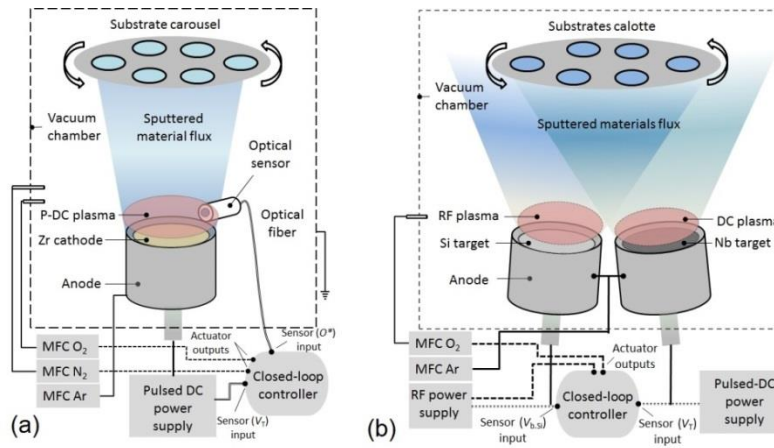 Substrate carousel
Vacuum
chamber
Sputtered
material flux
Optical
sensor
P-DC plasma
Zr cathode
Optical
fiber
Anode
MFC O₂
MFC N₂
MFC Ar
Actuator
outputs
Sensor (O*)
input
Pulsed DC
power
supply
Closed-loop
controller
Sensor (V_T)
input
(a)
Substrates calotte
Vacuum
chamber
Sputtered materials flux
RF plasma
Si target
Anode
DC plasma
Nb target
MFC O₂
MFC Ar
RF power
supply
Actuator
outputs
Closed-loop
controller
Pulsed-DC
power
supply
Sensor (V_b.Si)
input
Sensor (V_T)
input
(b)